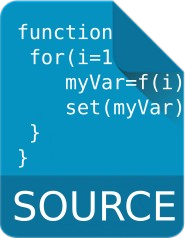 function
for(i=1
myVar=f(i)
set(myVar)
}
}
SOURCE